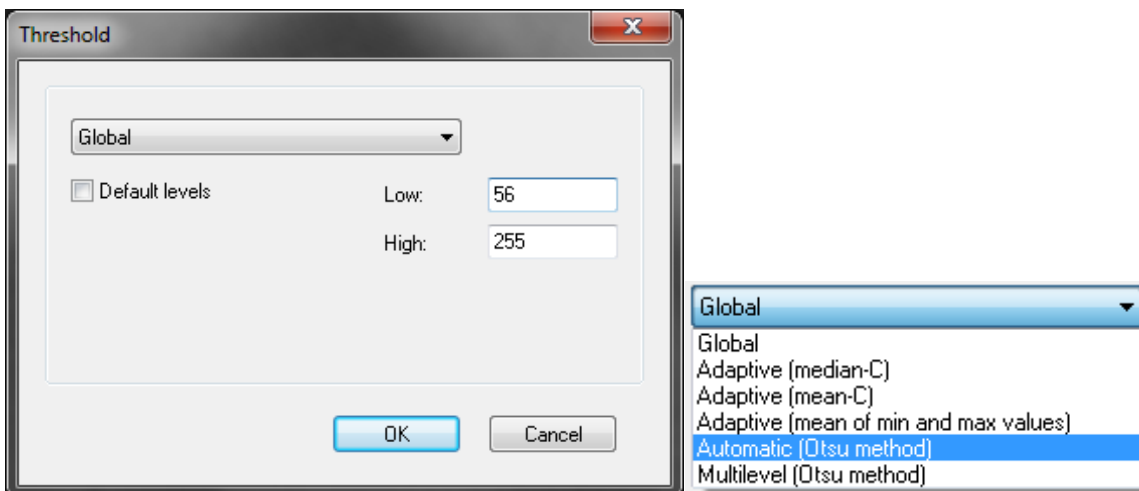 Threshold
Global
Default levels
Low: 56
High: 255
OK Cancel
Global
Global
Adaptive (median-C)
Adaptive (mean-C)
Adaptive (mean of min and max values)
Automatic (Otsu method)
Multilevel (Otsu method)